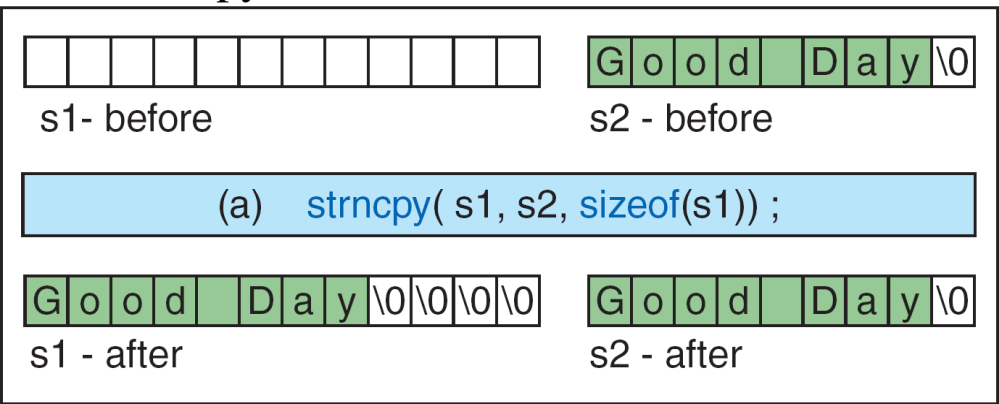 G o o d D a y \0
s1- before s2 - before
(a) strncpy( s1, s2, sizeof(s1)) ;
G o o d D a y \0 \0 \0 \0 G o o d D a y \0
s1 - after s2 - after